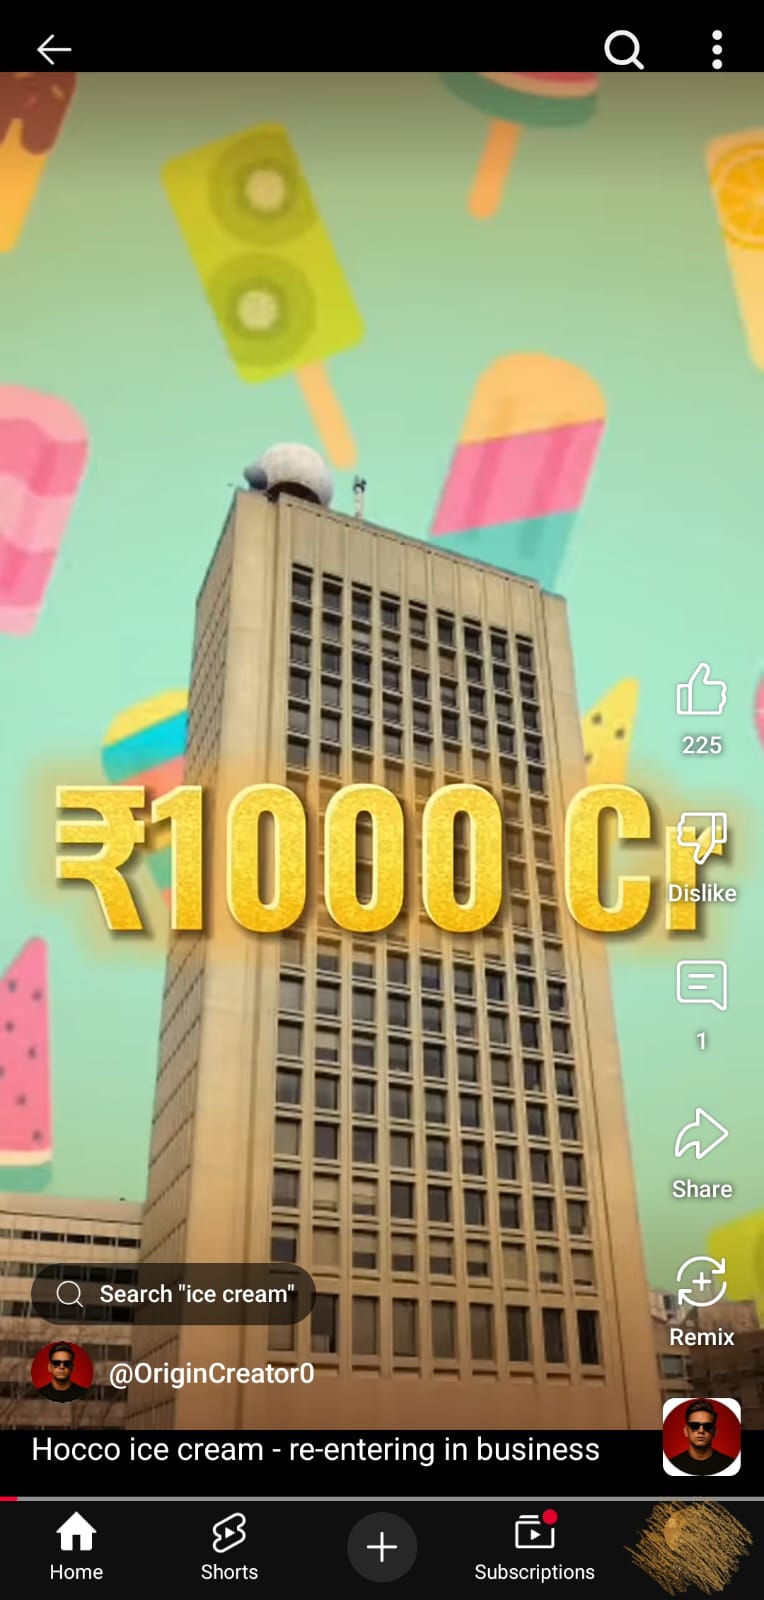 ₹1000 Cr
225
Dislike
1
Share
Remix
Search "ice cream"
@OriginCreator0
Hocco ice cream - re-entering in business
Home
Shorts
Subscriptions